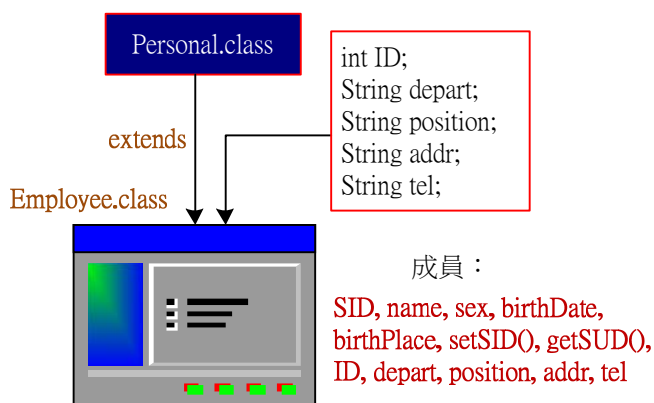 Personal.class
int ID;
String depart;
String position;
String addr;
String tel;
extends
Employee.class
成員：
SID, name, sex, birthDate,
birthPlace, setSID(), getSUD(),
ID, depart, position, addr, tel